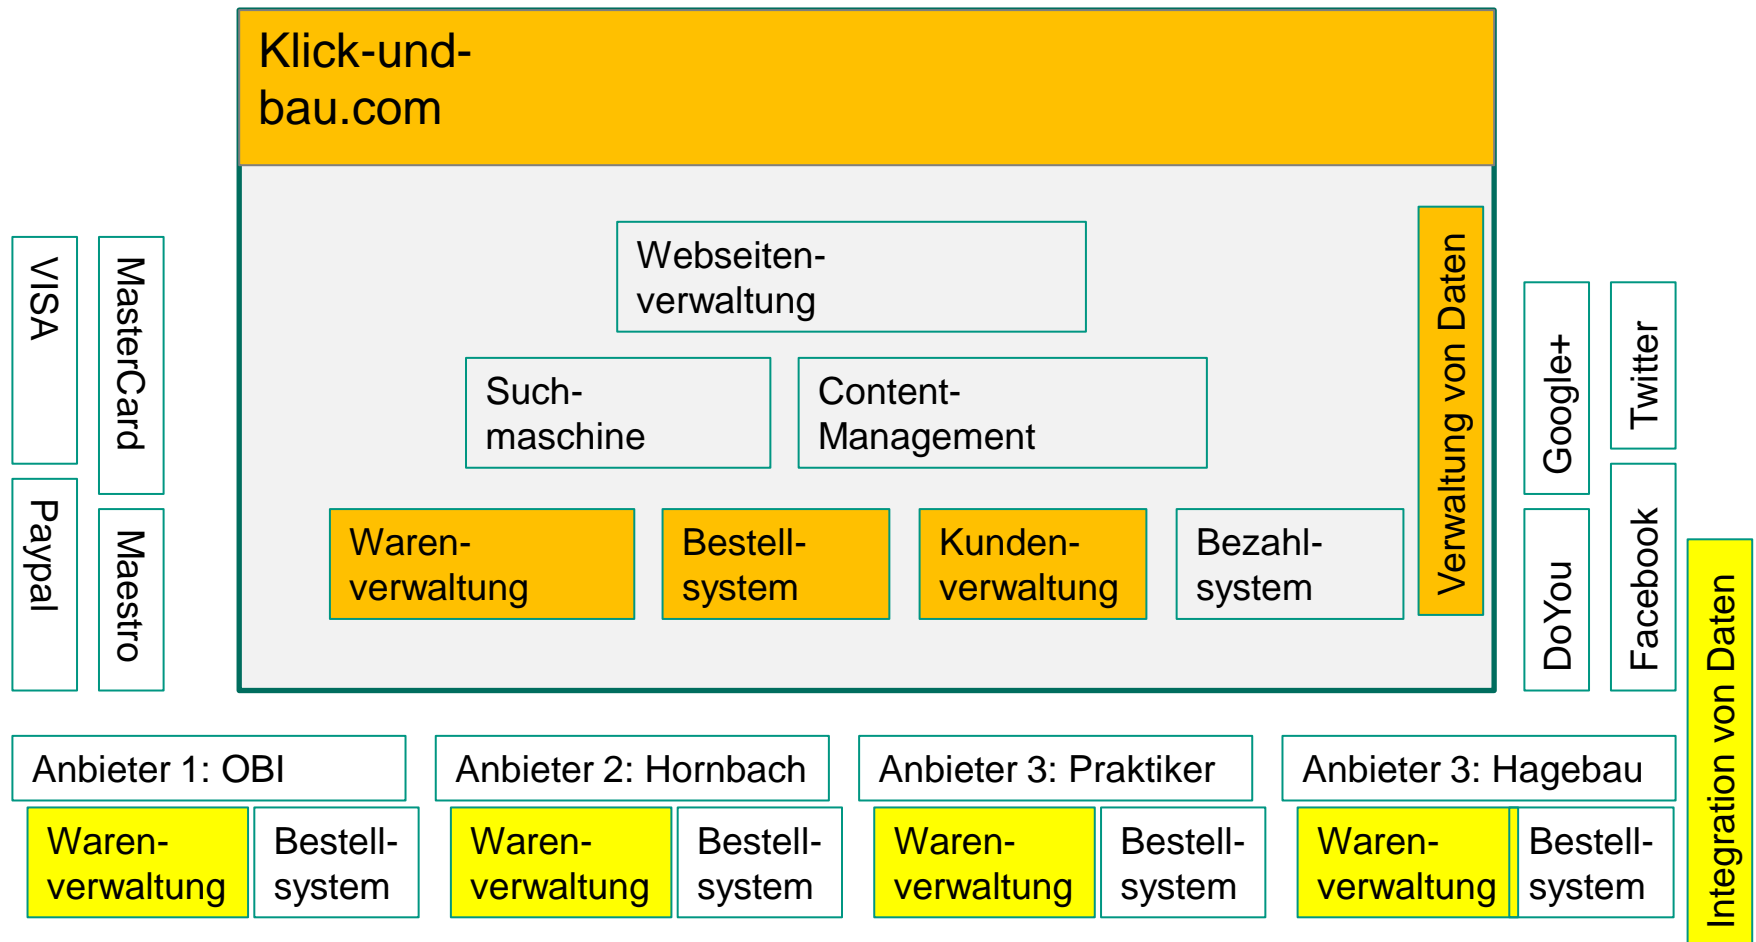 Klick-und-
bau.com
VISA
MasterCard
Paypal
Maestro
Webseiten-
verwaltung
Such-
maschine
Content-
Management
Waren-
verwaltung
Bestell-
system
Kunden-
verwaltung
Bezahl-
system
Verwaltung von Daten
Google+
Twitter
DoYou
Facebook
Integration von Daten
Anbieter 1: OBI
Waren-
verwaltung
Bestell-
system
Anbieter 2: Hornbach
Waren-
verwaltung
Bestell-
system
Anbieter 3: Praktiker
Waren-
verwaltung
Bestell-
system
Anbieter 3: Hagebau
Waren-
verwaltung
Bestell-
system